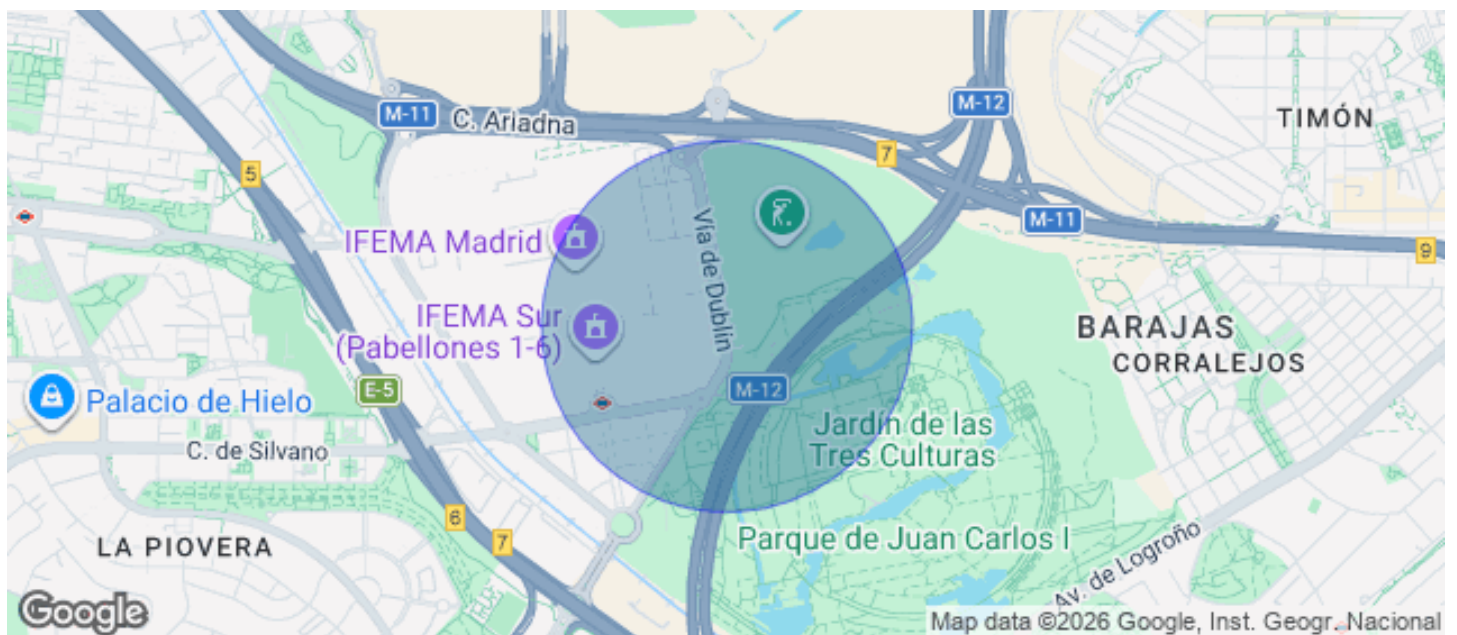 M-11
C. Ariadna
M-12
TIMÓN
5
7
IFEMA Madrid
Vía de Dublín
M-11
9
IFEMA Sur
(Pabellones 1-6)
BARAJAS
CORRALEJOS
E-5
M-12
Palacio de Hielo
C. de Silvano
Jardín de las
Tres Culturas
6
7
LA PIOVERA
Parque de Juan Carlos I
Av. de Logroño
Google
Map data ©2026 Google, Inst. Geogr. Nacional